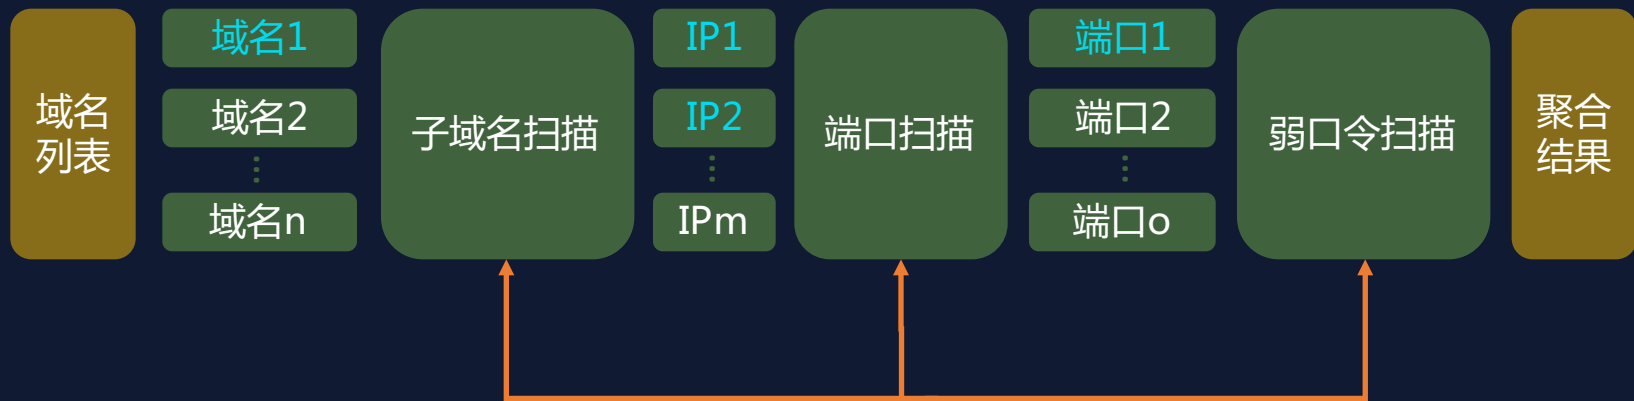 域名
列表
域名1
域名2
域名n
子域名扫描
IP1
IP2
IPm
端口扫描
端口1
端口2
端口o
弱口令扫描
聚合
结果